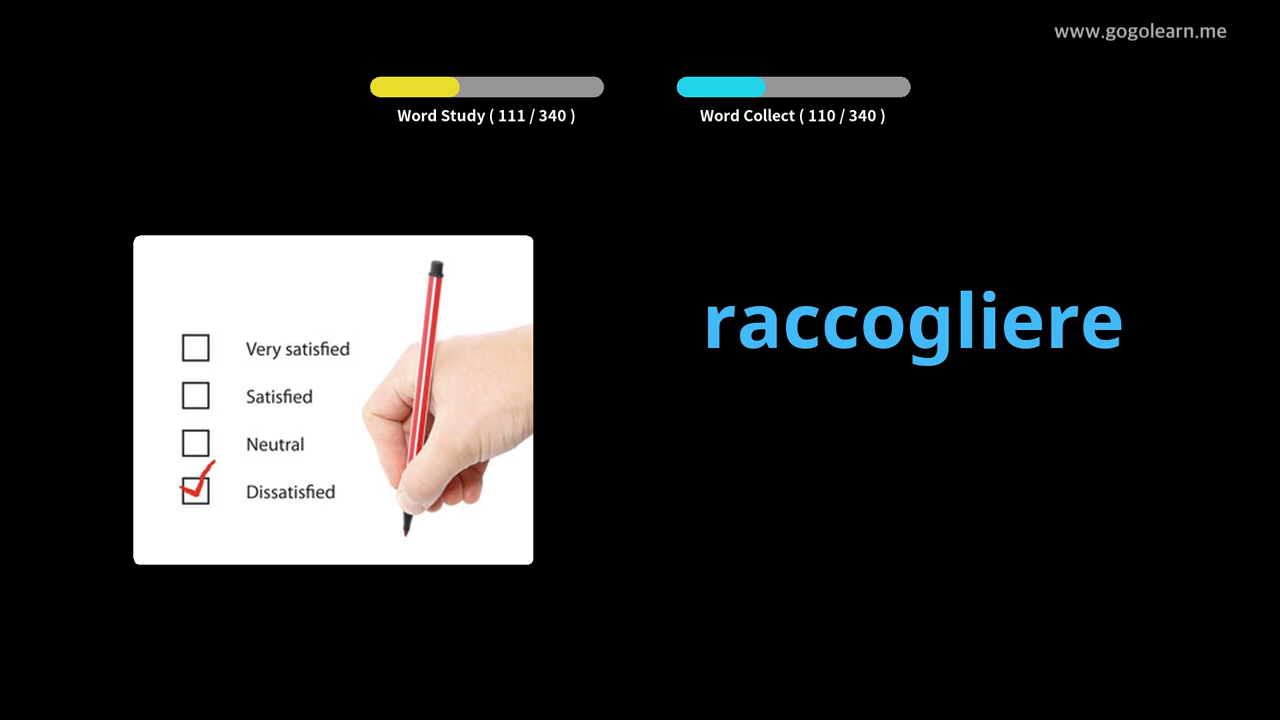 www.gogolearn.me
Word Study ( 111 / 340 )
Word Collect ( 110 / 340 )
raccogliere
Very satisfied
Satisfied
Neutral
Dissatisfied